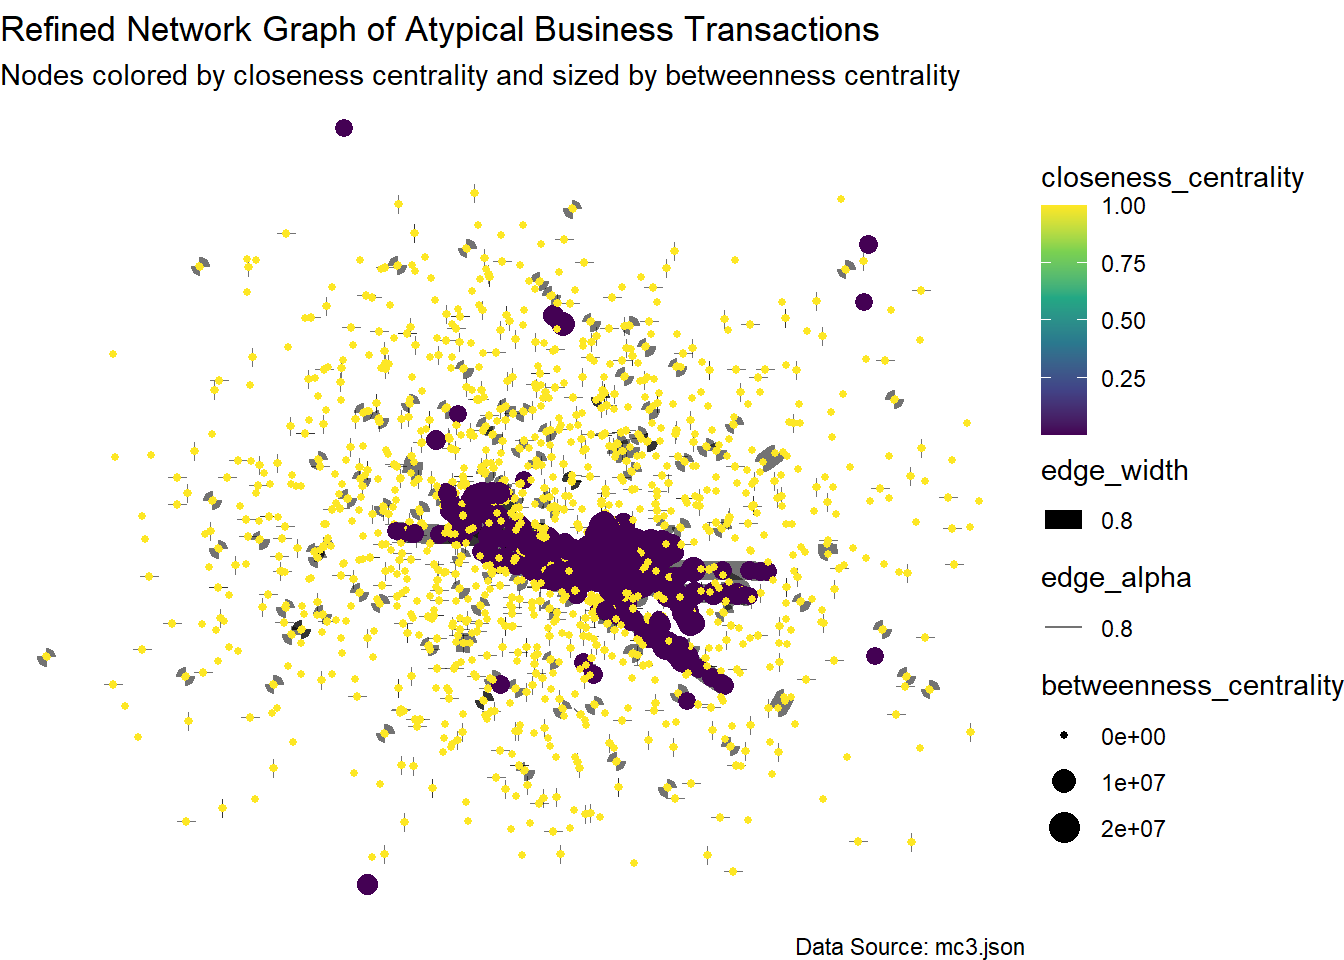 Refined Network Graph of Atypical Business Transactions
Nodes colored by closeness centrality and sized by betweenness centrality
closeness_centrality
1.00
0.75
0.50
0.25
edge_width
0.8
edge_alpha
0.8
betweenness_centrality
0e+00
1e+07
2e+07
Data Source: mc3.json